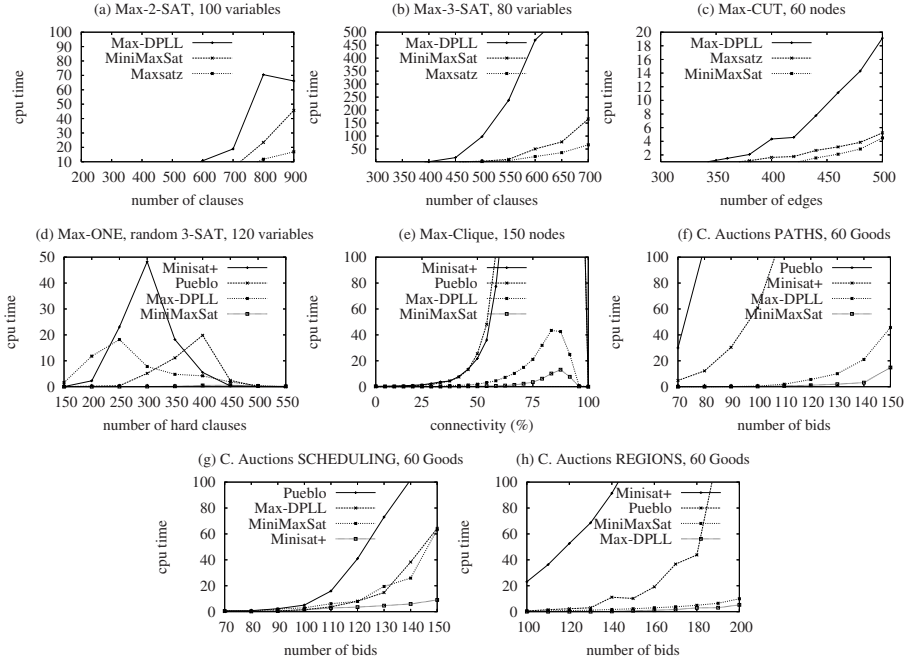 (a) Max-2-SAT, 100 variables
cpu time
100
90
80
70
60
50
40
30
20
10
Max-DPLL
MiniMaxSat
Maxsatz
200 300 400 500 600 700 800 900
number of clauses
(b) Max-3-SAT, 80 variables
cpu time
500
450
400
350
300
250
200
150
100
50
Max-DPLL
MiniMaxSat
Maxsatz
300 350 400 450 500 550 600 650 700
number of clauses
(c) Max-CUT, 60 nodes
cpu time
20
18
16
14
12
10
8
6
4
2
Max-DPLL
Maxsatz
MiniMaxSat
300 350 400 450 500
number of edges
(d) Max-ONE, random 3-SAT, 120 variables
cpu time
50
40
30
20
10
0
Minisat+
Pueblo
Max-DPLL
MiniMaxSat
150 200 250 300 350 400 450 500 550
number of hard clauses
(e) Max-Clique, 150 nodes
cpu time
100
80
60
40
20
0
Minisat+
Pueblo
Max-DPLL
MiniMaxSat
0 25 50 75 100
connectivity (%)
(f) C. Auctions PATHS, 60 Goods
cpu time
100
80
60
40
20
0
Pueblo
Minisat+
Max-DPLL
MiniMaxSat
70 80 90 100 110 120 130 140 150
number of bids
(g) C. Auctions SCHEDULING, 60 Goods
cpu time
100
80
60
40
20
0
Pueblo
Max-DPLL
MiniMaxSat
Minisat+
70 80 90 100 110 120 130 140 150
number of bids
(h) C. Auctions REGIONS, 60 Goods
cpu time
100
80
60
40
20
0
Minisat+
Pueblo
MiniMaxSat
Max-DPLL
100 120 140 160 180 200
number of bids